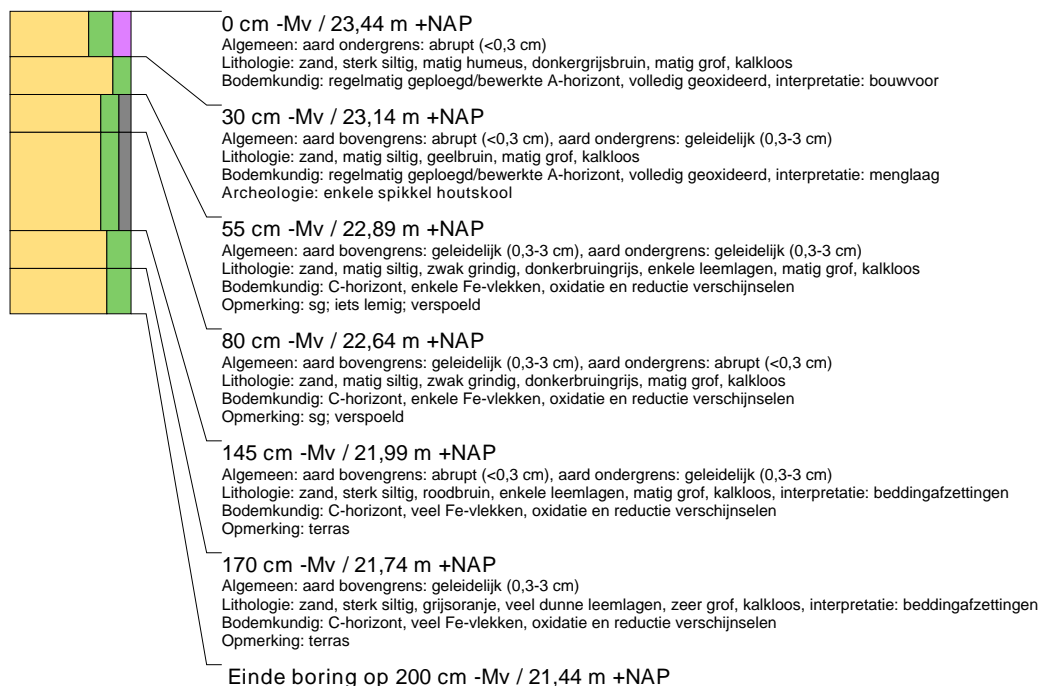 0 cm -Mv / 23,44 m +NAP
Algemeen: aard ondergrens: abrupt (<0,3 cm)
Lithologie: zand, sterk siltig, matig humeus, donkergrijsbruin, matig grof, kalkloos
Bodemkundig: regelmatig geploegd/bewerkte A-horizont, volledig geoxideerd, interpretatie: bouwvoor
30 cm -Mv / 23,14 m +NAP
Algemeen: aard bovengrens: abrupt (<0,3 cm), aard ondergrens: geleidelijk (0,3-3 cm)
Lithologie: zand, matig siltig, geelbruin, matig grof, kalkloos
Bodemkundig: regelmatig geploegd/bewerkte A-horizont, volledig geoxideerd, interpretatie: menglaag
Archeologie: enkele spikkel houtskool
55 cm -Mv / 22,89 m +NAP
Algemeen: aard bovengrens: geleidelijk (0,3-3 cm), aard ondergrens: geleidelijk (0,3-3 cm)
Lithologie: zand, matig siltig, zwak grindig, donkerbruingrijs, enkele leemlagen, matig grof, kalkloos
Bodemkundig: C-horizont, enkele Fe-vlekken, oxidatie en reductie verschijnselen
Opmerking: sg; iets lemig; verspoeld
80 cm -Mv / 22,64 m +NAP
Algemeen: aard bovengrens: geleidelijk (0,3-3 cm), aard ondergrens: abrupt (<0,3 cm)
Lithologie: zand, matig siltig, zwak grindig, donkerbruingrijs, matig grof, kalkloos
Bodemkundig: C-horizont, enkele Fe-vlekken, oxidatie en reductie verschijnselen
Opmerking: sg; verspoeld
145 cm -Mv / 21,99 m +NAP
Algemeen: aard bovengrens: abrupt (<0,3 cm), aard ondergrens: geleidelijk (0,3-3 cm)
Lithologie: zand, sterk siltig, roodbruin, enkele leemlagen, matig grof, kalkloos, interpretatie: beddingafzettingen
Bodemkundig: C-horizont, veel Fe-vlekken, oxidatie en reductie verschijnselen
Opmerking: terras
170 cm -Mv / 21,74 m +NAP
Algemeen: aard bovengrens: geleidelijk (0,3-3 cm)
Lithologie: zand, sterk siltig, grijsoranje, veel dunne leemlagen, zeer grof, kalkloos, interpretatie: beddingafzettingen
Bodemkundig: C-horizont, veel Fe-vlekken, oxidatie en reductie verschijnselen
Opmerking: terras
Einde boring op 200 cm -Mv / 21,44 m +NAP